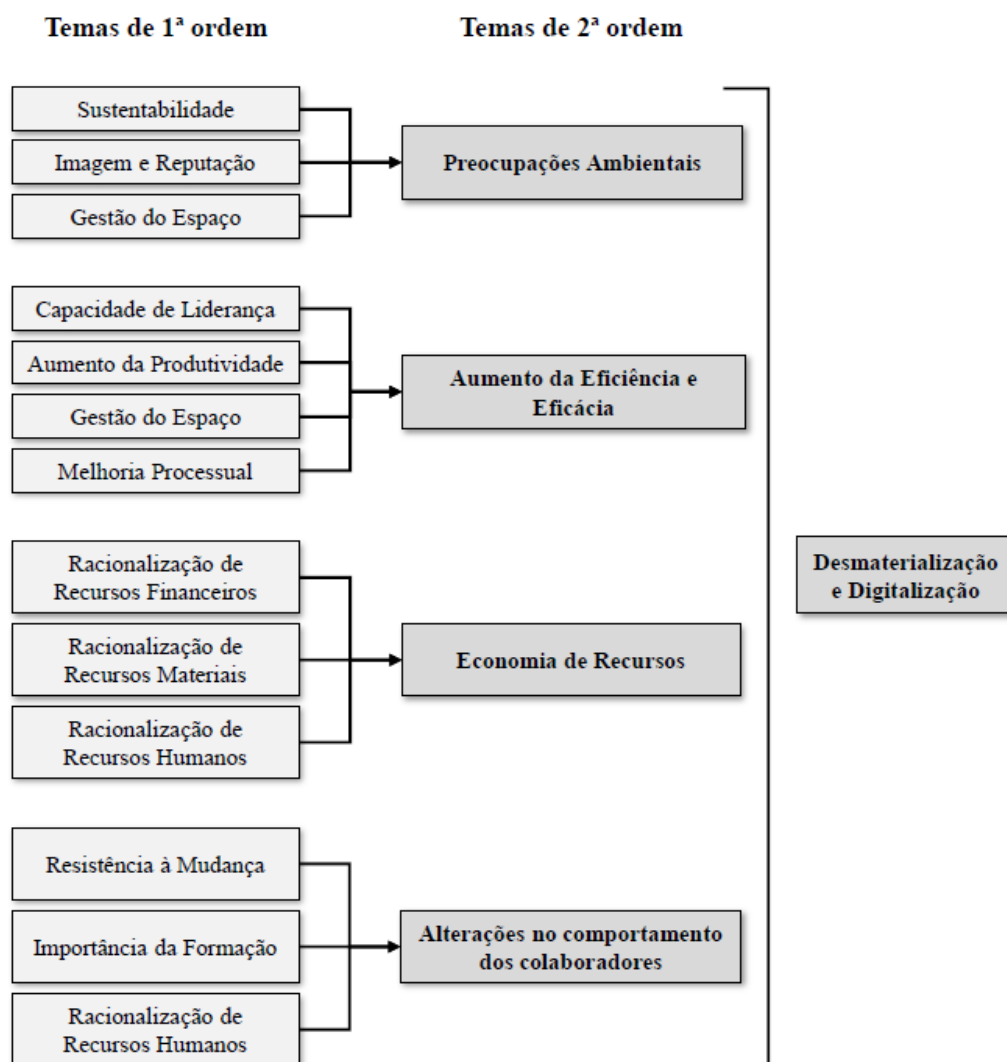 Temas de 1ª ordem
Temas de 2ª ordem
Sustentabilidade
Imagem e Reputação
Gestão do Espaço
Preocupações Ambientais
Capacidade de Liderança
Aumento da Produtividade
Gestão do Espaço
Melhoria Processual
Aumento da Eficiência e
Eficácia
Racionalização de
Recursos Financeiros
Racionalização de
Recursos Materiais
Racionalização de
Recursos Humanos
Economia de Recursos
Resistência à Mudança
Importância da Formação
Racionalização de
Recursos Humanos
Alterações no comportamento
dos colaboradores
Desmaterialização
e Digitalização